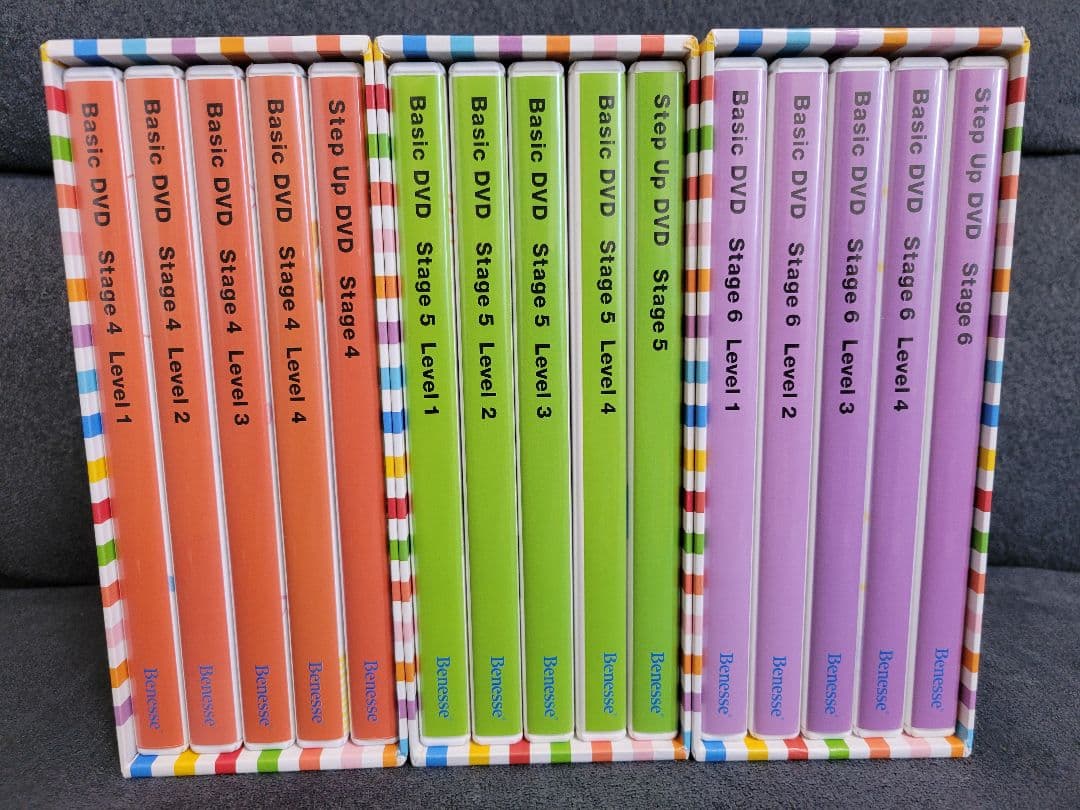 Basic DVD Stage 4 Level 1 Benesse
Basic DVD Stage 4 Level 2 Benesse
Basic DVD Stage 4 Level 3 Benesse
Basic DVD Stage 4 Level 4 Benesse
Step Up DVD Stage 4 Benesse
Basic DVD Stage 5 Level 1 Benesse
Basic DVD Stage 5 Level 2 Benesse
Basic DVD Stage 5 Level 3 Benesse
Basic DVD Stage 5 Level 4 Benesse
Step Up DVD Stage 5 Benesse
Basic DVD Stage 6 Level 1 Benesse
Basic DVD Stage 6 Level 2 Benesse
Basic DVD Stage 6 Level 3 Benesse
Basic DVD Stage 6 Level 4 Benesse
Step Up DVD Stage 6 Benesse